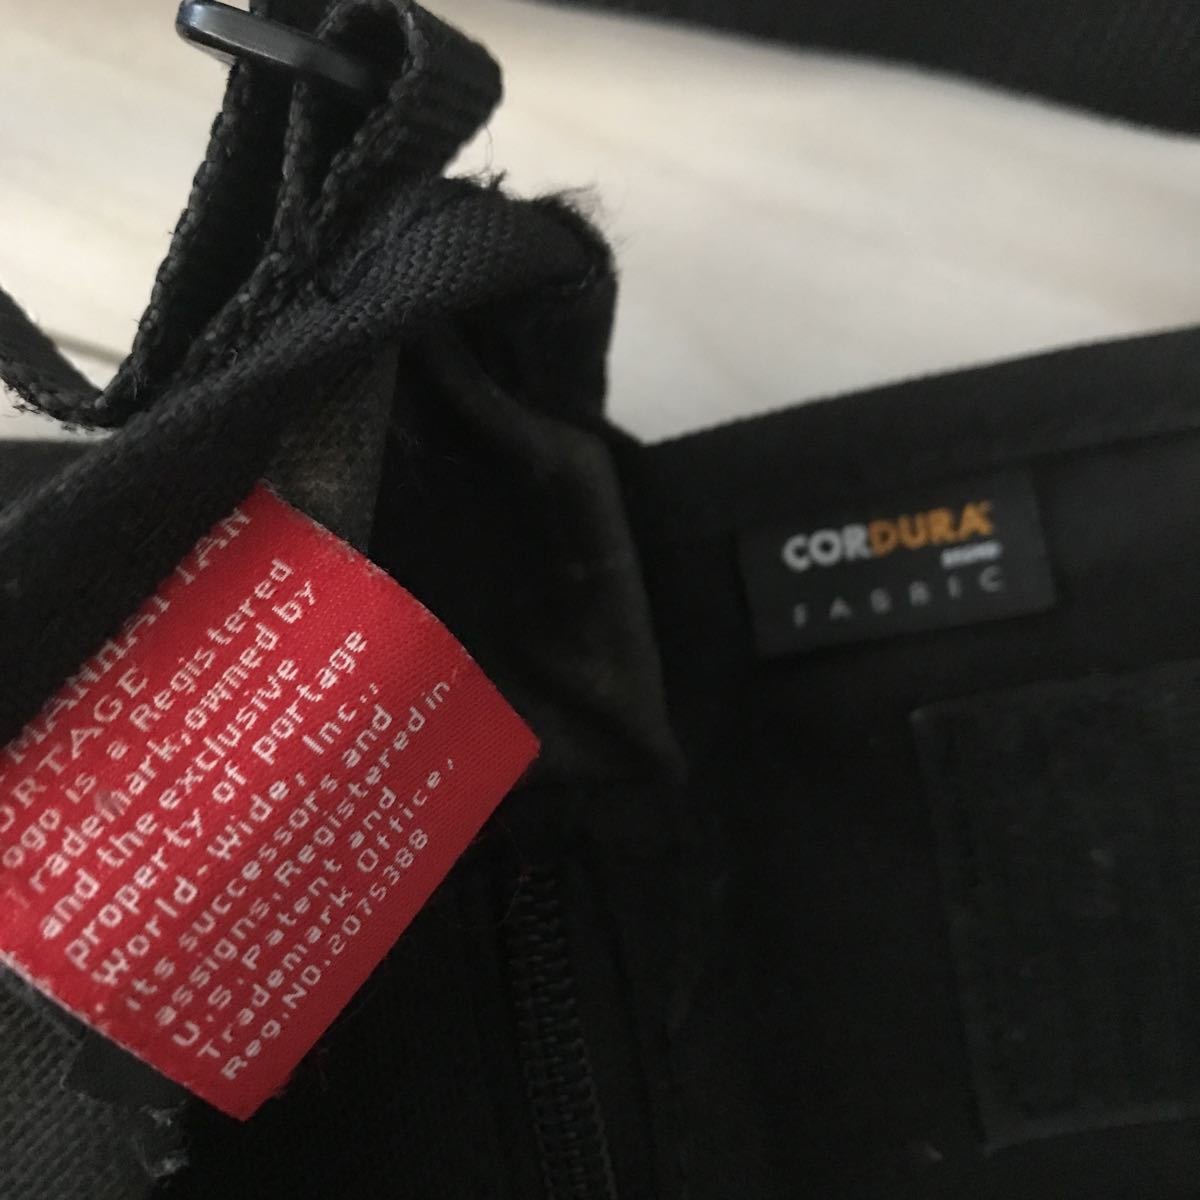 MANHATTAN
PORTAGE
logo is a Registered
Trademark, owned by
and the exclusive
property of portage
World-Wide, Inc.,
its successors and
assigns, Registered in
U.S. Patent and
Trademark Office,
Reg.NO.2075388
CORDURA®
BRAND
FABRIC